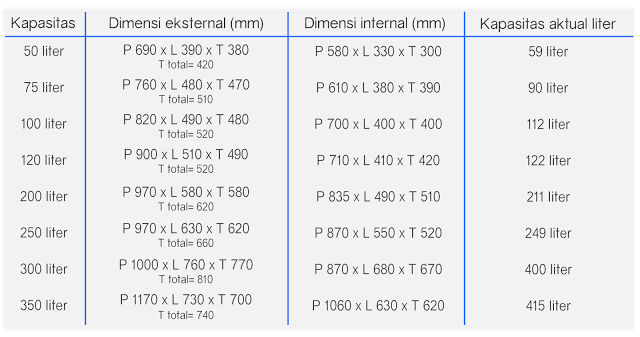 Kapasitas Dimensi eksternal (mm) Dimensi internal (mm) Kapasitas aktual liter
50 liter P 690 x L 390 x T 380 P 580 x L 330 x T 300 59 liter
T total= 420
75 liter P 760 x L 480 x T 470 P 610 x L 380 x T 390 90 liter
T total= 510
100 liter P 820 x L 490 x T 480 P 700 x L 400 x T 400 112 liter
T total= 520
120 liter P 900 x L 510 x T 490 P 710 x L 410 x T 420 122 liter
T total= 520
200 liter P 970 x L 580 x T 580 P 835 x L 490 x T 510 211 liter
T total= 620
250 liter P 970 x L 630 x T 620 P 870 x L 550 x T 520 249 liter
T total= 660
300 liter P 1000 x L 760 x T 770 P 870 x L 680 x T 670 400 liter
T total= 810
350 liter P 1170 x L 730 x T 700 P 1060 x L 630 x T 620 415 liter
T total= 740